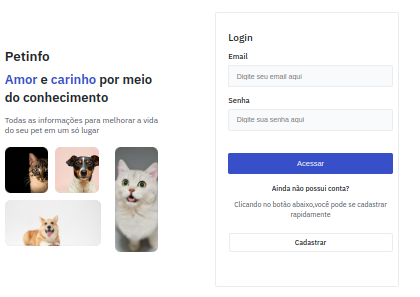 Petinfo
Amor e carinho por meio
do conhecimento
Todas as informações para melhorar a vida
do seu pet em um só lugar
Login
Email
Digite seu email aqui
Senha
Digite sua senha aqui
Acessar
Ainda não possui conta?
Clicando no botão abaixo,você pode se cadastrar
rapidamente
Cadastrar